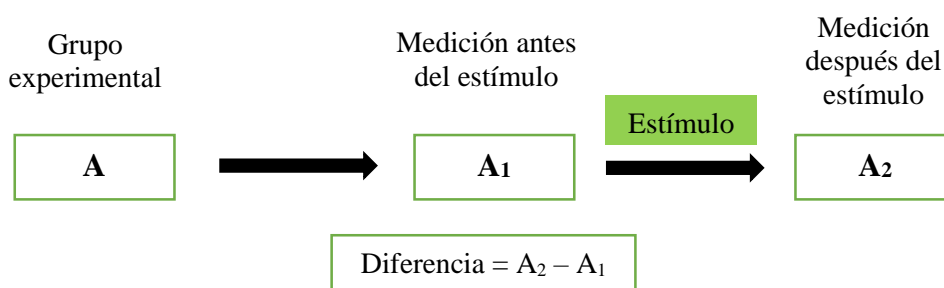 Grupo
experimental
Medición antes
del estímulo
Medición
después del
estímulo
Estímulo
A
A₁
A₂
Diferencia = A₂ – A₁